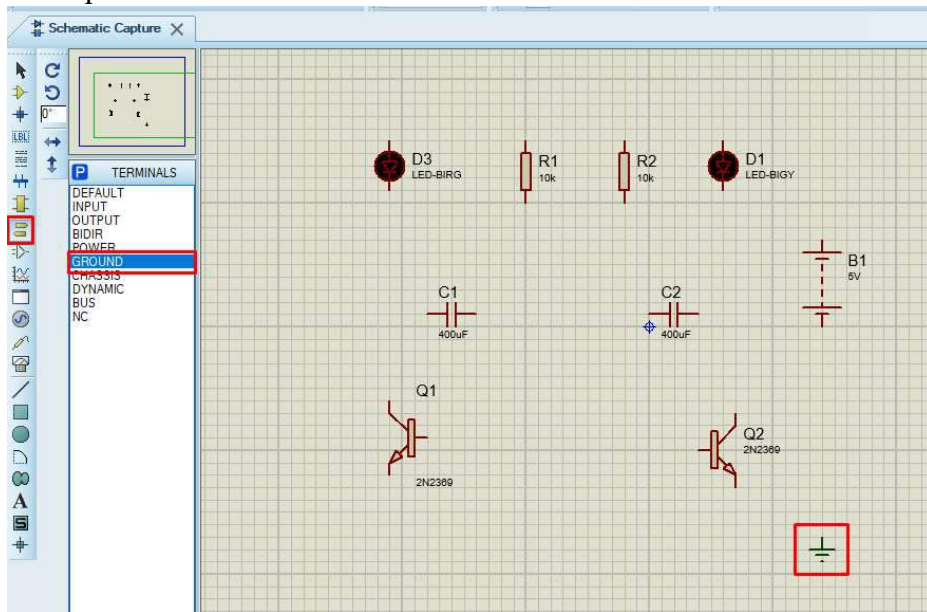 Schematic Capture X
0°
LBL
P TERMINALS
DEFAULT
INPUT
OUTPUT
BIDIR
POWER
GROUND
CHASSIS
DYNAMIC
BUS
NC
A
S
D3
LED-BIRG
R1
10k
R2
10k
D1
LED-BIGY
B1
5V
C1
400uF
C2
400uF
Q1
2N2369
Q2
2N2369